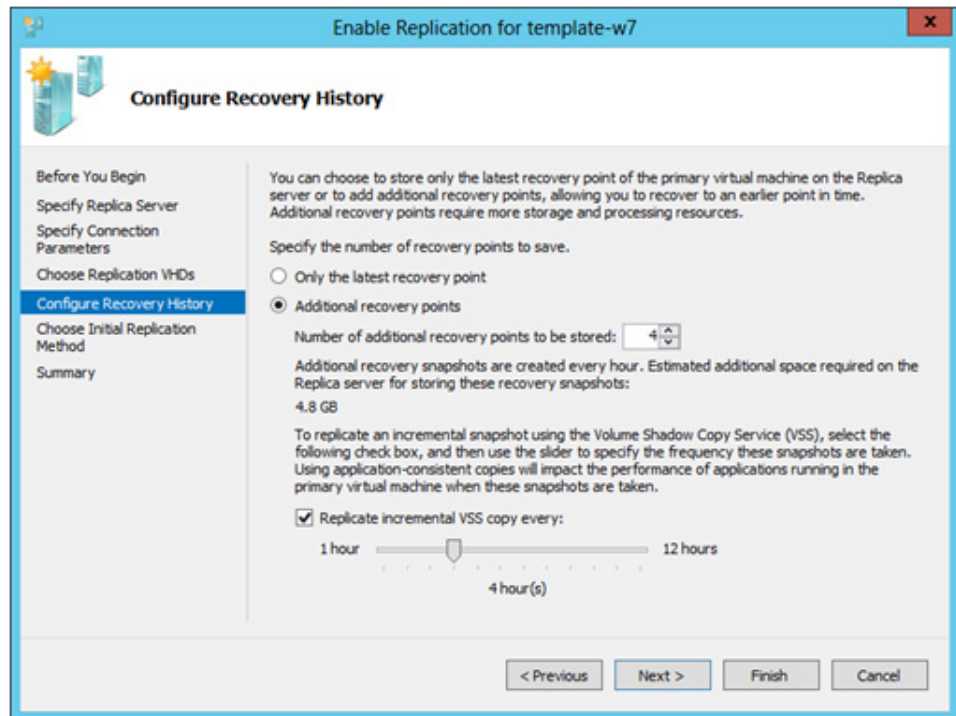 Enable Replication for template-w7
x
Configure Recovery History
Before You Begin
Specify Replica Server
Specify Connection
Parameters
Choose Replication VHDs
Configure Recovery History
Choose Initial Replication
Method
Summary
You can choose to store only the latest recovery point of the primary virtual machine on the Replica
server or to add additional recovery points, allowing you to recover to an earlier point in time.
Additional recovery points require more storage and processing resources.
Specify the number of recovery points to save.
Only the latest recovery point
Additional recovery points
Number of additional recovery points to be stored: 4
Additional recovery snapshots are created every hour. Estimated additional space required on the
Replica server for storing these recovery snapshots:
4.8 GB
To replicate an incremental snapshot using the Volume Shadow Copy Service (VSS), select the
following check box, and then use the slider to specify the frequency these snapshots are taken.
Using application-consistent copies will impact the performance of applications running in the
primary virtual machine when these snapshots are taken.
Replicate incremental VSS copy every:
1 hour 12 hours
4 hour(s)
< Previous Next > Finish Cancel